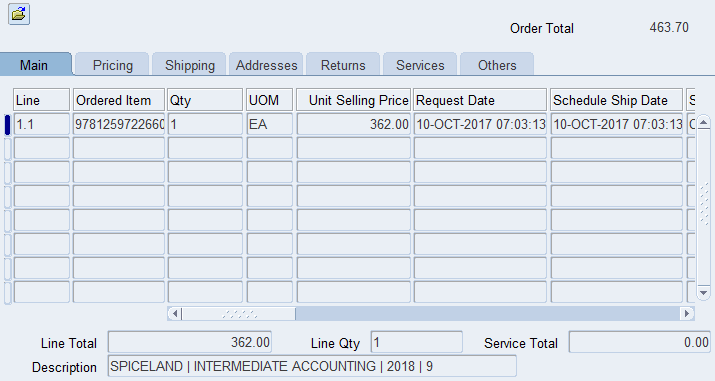 Order Total 463.70
Main Pricing Shipping Addresses Returns Services Others
Line Ordered Item Qty UOM Unit Selling Price Request Date Schedule Ship Date S
1.1 9781259722660 1 EA 362.00 10-OCT-2017 07:03:13 10-OCT-2017 07:03:13
Line Total 362.00 Line Qty 1 Service Total 0.00
Description SPICELAND | INTERMEDIATE ACCOUNTING | 2018 | 9